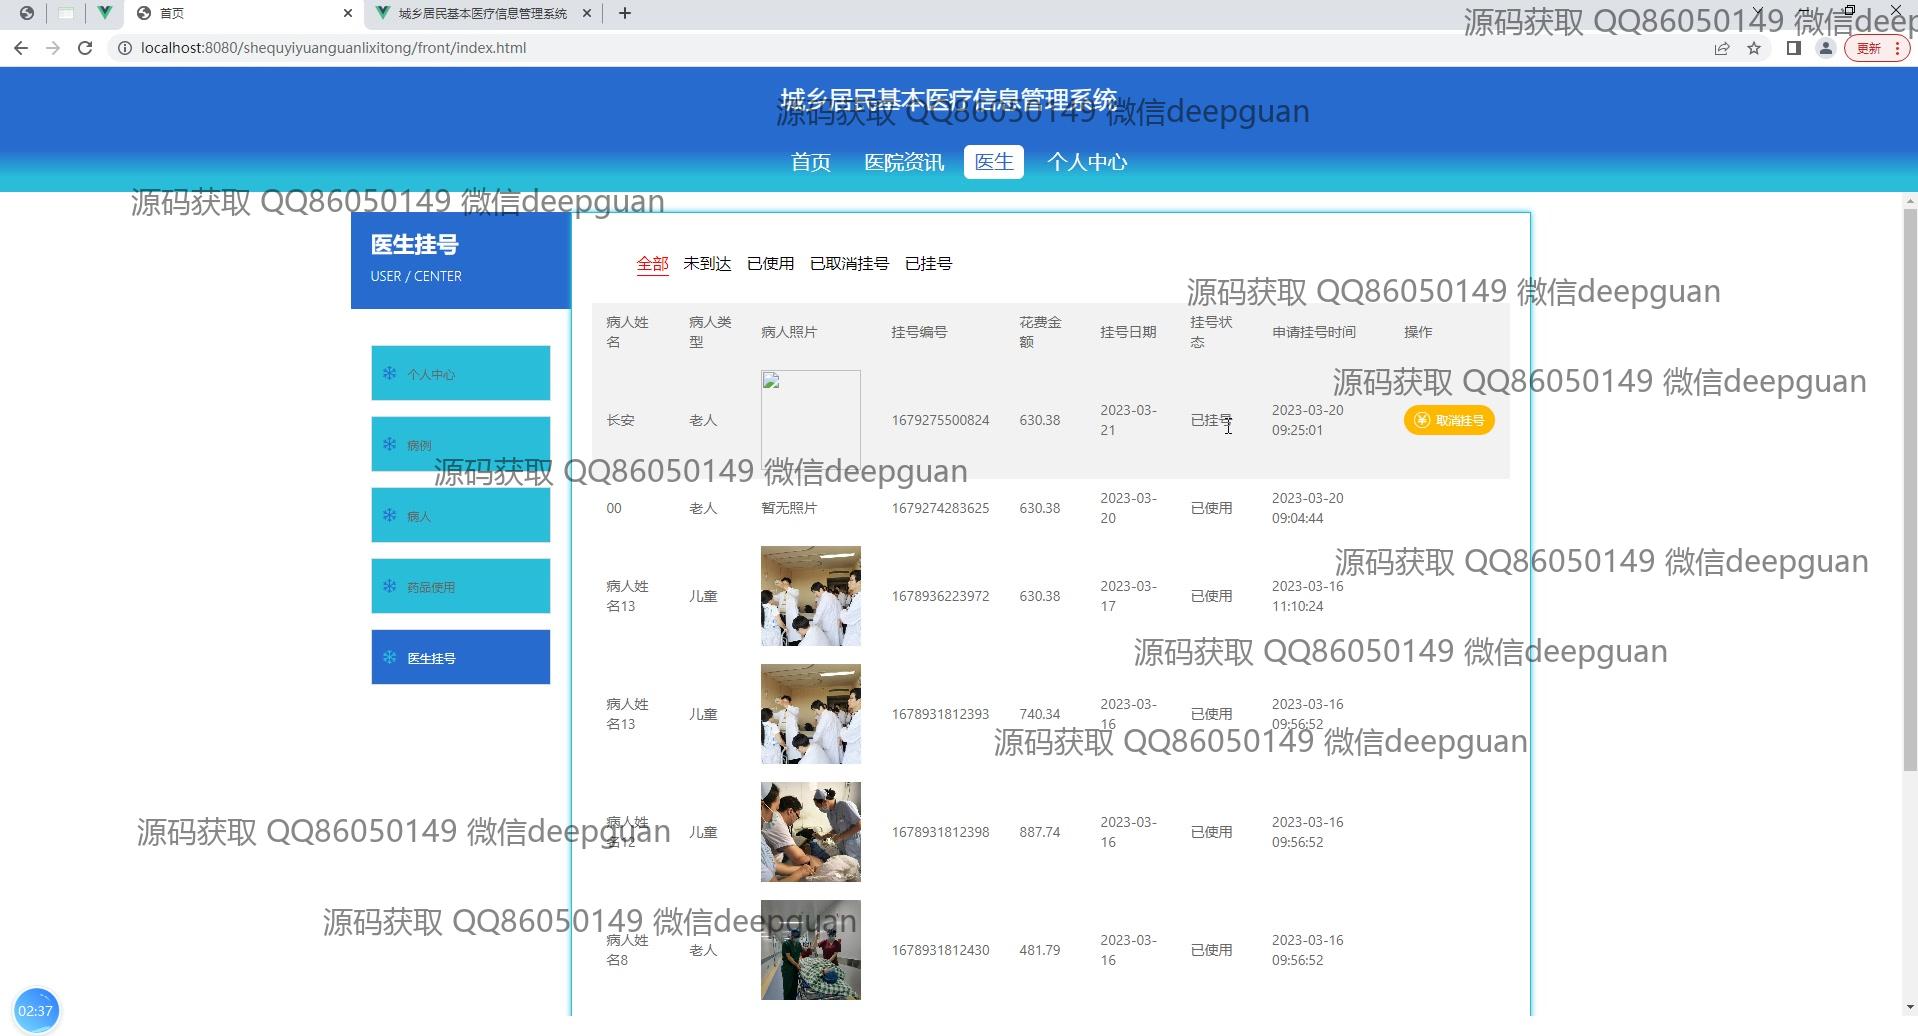 首页
城乡居民基本医疗信息管理系统
localhost:8080/shequyiyuanguanlixitong/front/index.html
更新
源码获取 QQ86050149 微信deepguan
城乡居民基本医疗信息管理系统
源码获取 QQ86050149 微信deepguan
首页 医院资讯 医生 个人中心
源码获取 QQ86050149 微信deepguan
医生挂号
USER / CENTER
个人中心
病例
病人
药品使用
医生挂号
全部 未到达 已使用 已取消挂号 已挂号
源码获取 QQ86050149 微信deepguan
病人姓名 病人类型 病人照片 挂号编号 花费金额 挂号日期 挂号状态 申请挂号时间 操作
源码获取 QQ86050149 微信deepguan
长安 老人 1679275500824 630.38 2023-03-21 已挂号 2023-03-20 09:25:01 取消挂号
源码获取 QQ86050149 微信deepguan
00 老人 暂无照片 1679274283625 630.38 2023-03-20 已使用 2023-03-20 09:04:44
源码获取 QQ86050149 微信deepguan
病人姓名13 儿童 1678936223972 630.38 2023-03-17 已使用 2023-03-16 11:10:24
源码获取 QQ86050149 微信deepguan
病人姓名13 儿童 1678931812393 740.34 2023-03-16 已使用 2023-03-16 09:56:52
源码获取 QQ86050149 微信deepguan
病人姓名12 儿童 1678931812398 887.74 2023-03-16 已使用 2023-03-16 09:56:52
源码获取 QQ86050149 微信deepguan
源码获取 QQ86050149 微信deepguan
病人姓名8 老人 1678931812430 481.79 2023-03-16 已使用 2023-03-16 09:56:52
02:37